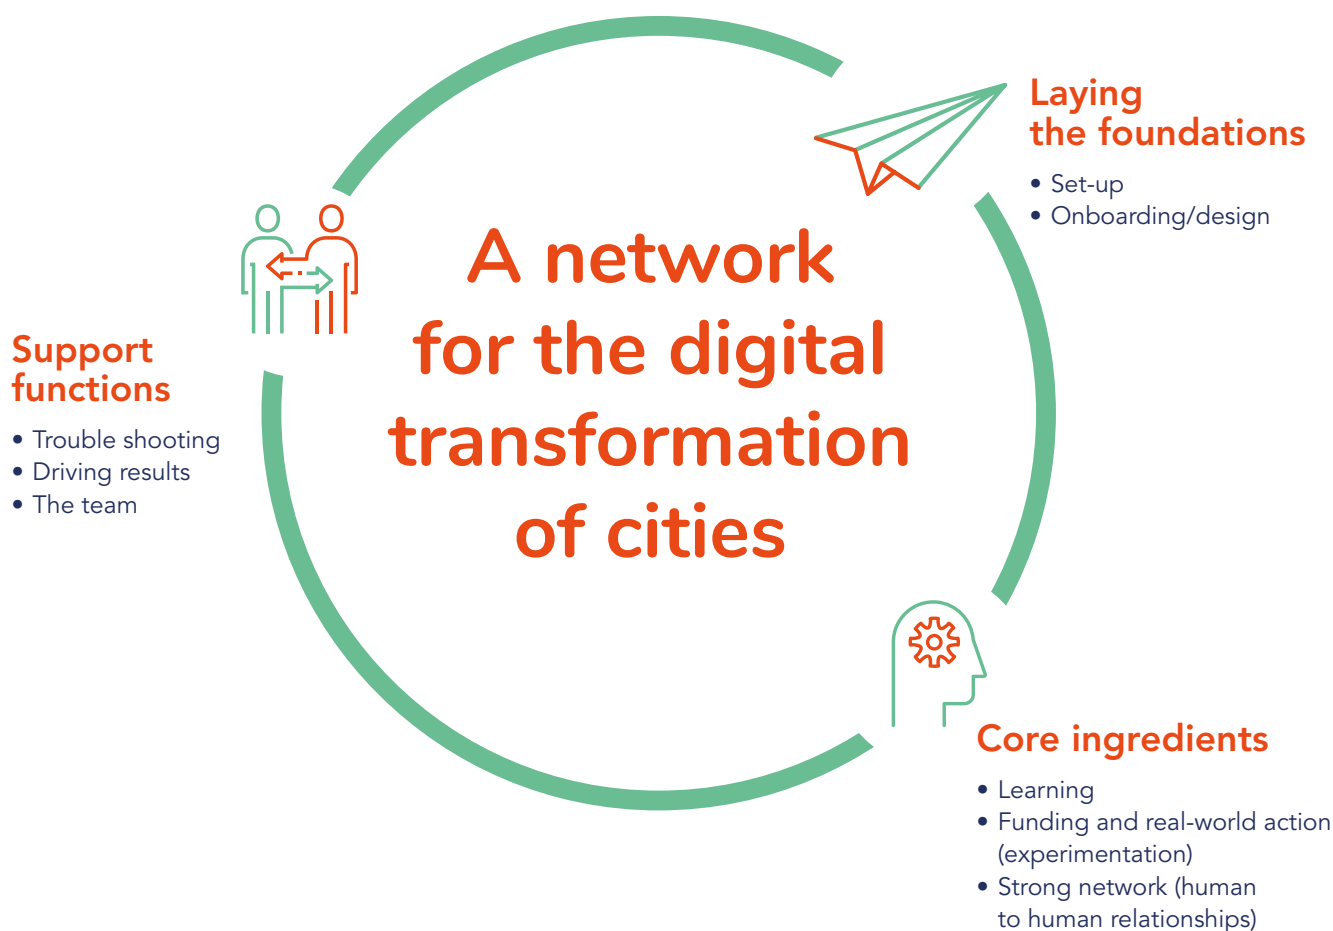 Laying
the foundations
• Set-up
• Onboarding/design
A network
for the digital
transformation
of cities
Support
functions
• Trouble shooting
• Driving results
• The team
Core ingredients
• Learning
• Funding and real-world action
(experimentation)
• Strong network (human
to human relationships)